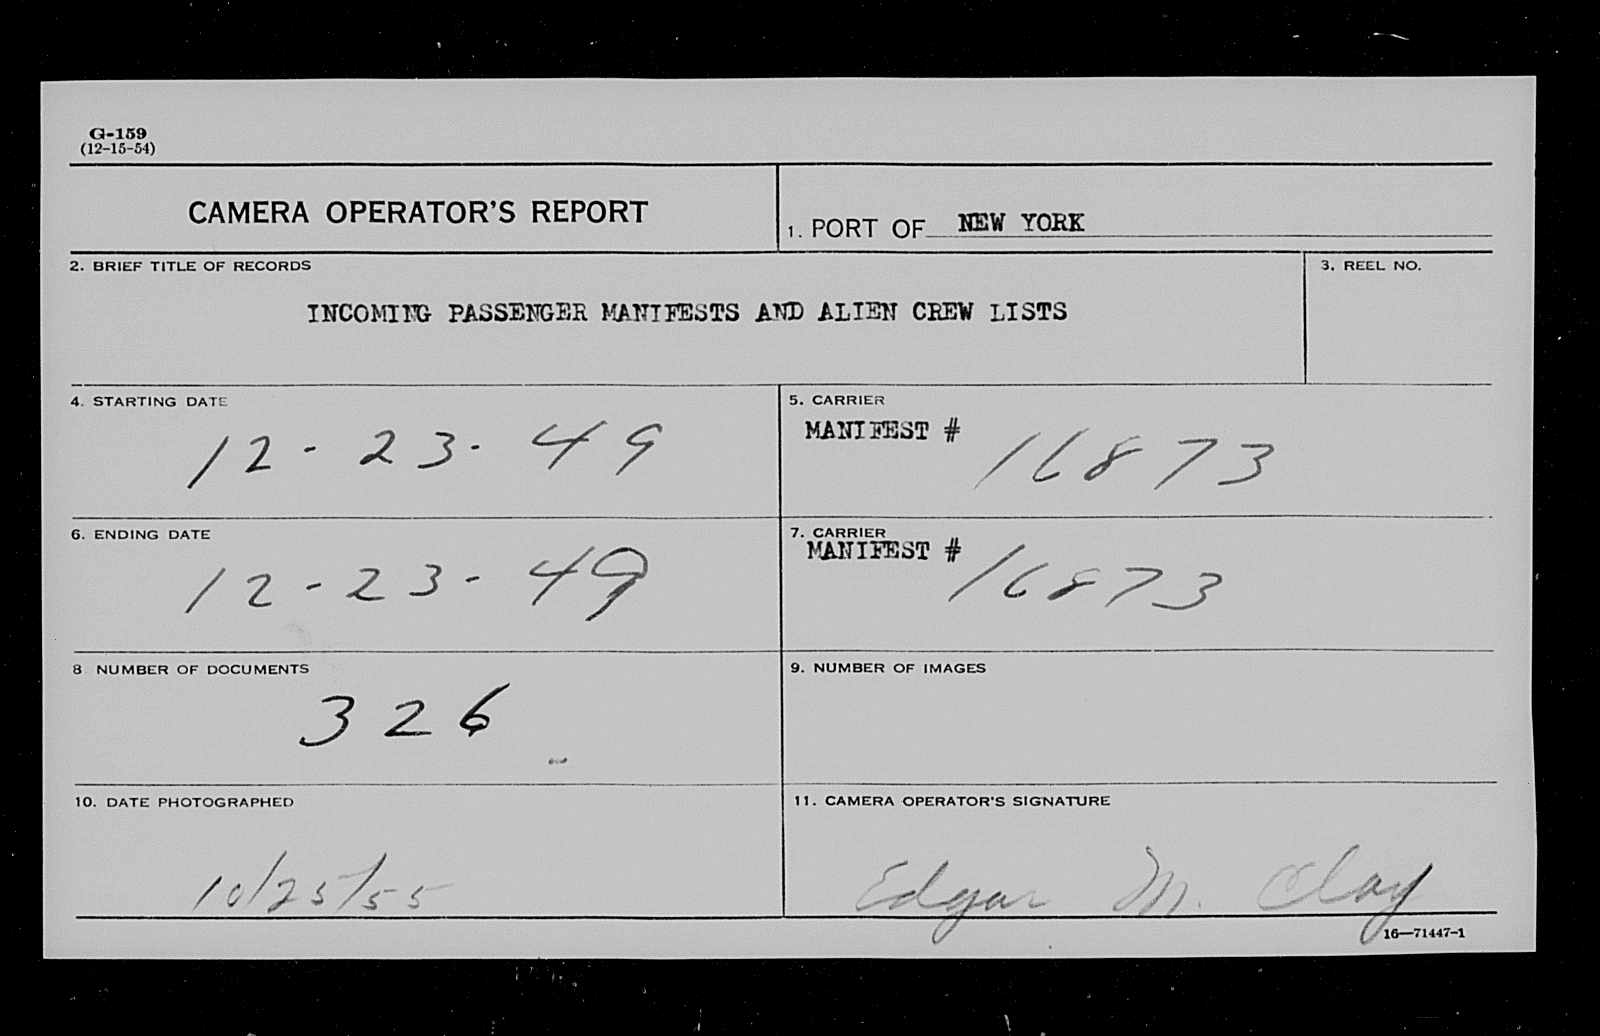 G-159
(12-15-54)
CAMERA OPERATOR'S REPORT
1. PORT OF NEW YORK
2. BRIEF TITLE OF RECORDS
INCOMING PASSENGER MANIFESTS AND ALIEN CREW LISTS
3. REEL NO.
4. STARTING DATE
12-23-49
5. CARRIER
MANIFEST # 16873
6. ENDING DATE
12-23-49
7. CARRIER
MANIFEST # 16873
8 NUMBER OF DOCUMENTS
326
9. NUMBER OF IMAGES
10. DATE PHOTOGRAPHED
10/25/55
11. CAMERA OPERATOR'S SIGNATURE
Edgar M. Clay
16—71447-1